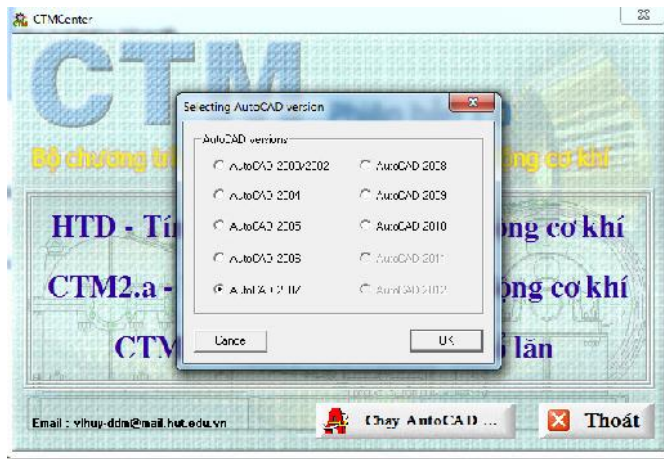 CTMCenter
CTM
Selecting AutoCAD version
AutoCAD versions
AutoCAD 2000/2002
AutoCAD 2008
AutoCAD 2004
AutoCAD 2009
AutoCAD 2005
AutoCAD 2010
AutoCAD 2006
AutoCAD 2011
AutoCAD 2007
AutoCAD 2012
Cancel
OK
Bộ chương
cơ khí
HTD - Tí
ộng cơ khí
CTM2.a -
ộng cơ khí
CTM
lăn
Email : vlhuy-ddm@mail.hut.edu.vn
Chạy AutoCAD ...
Thoát